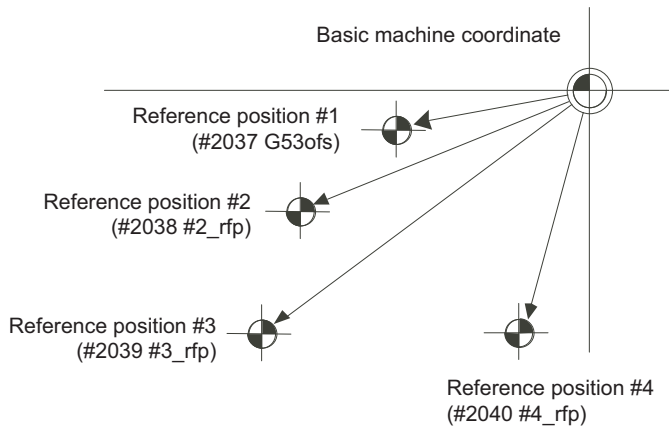 Basic machine coordinate
Reference position #1
(#2037 G53ofs)
Reference position #2
(#2038 #2_rfp)
Reference position #3
(#2039 #3_rfp)
Reference position #4
(#2040 #4_rfp)